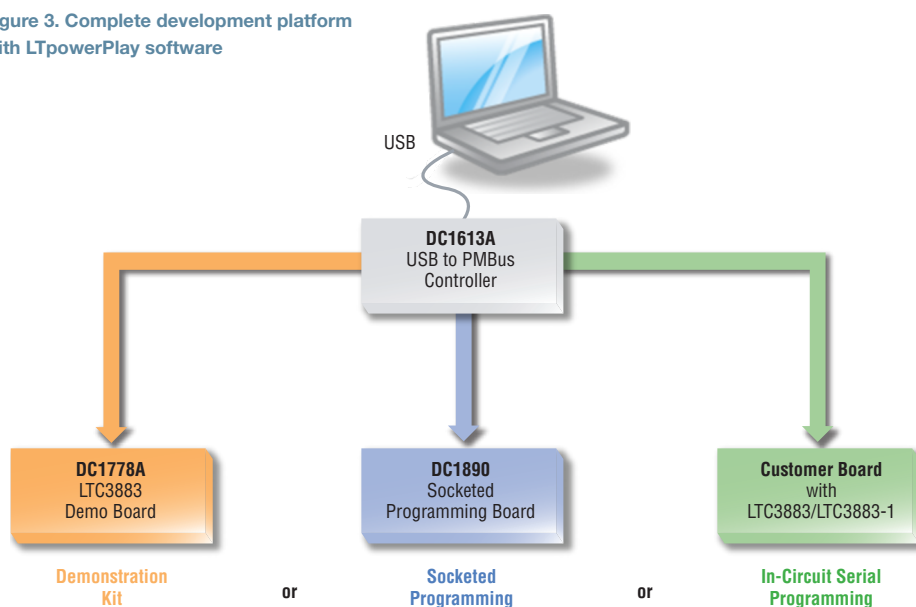 gure 3. Complete development platform
ith LTpowerPlay software
USB
DC1613A
USB to PMBus
Controller
DC1778A
LTC3883
Demo Board
DC1890
Socketed
Programming Board
Customer Board
with
LTC3883/LTC3883-1
Demonstration
Kit
or
Socketed
Programming
or
In-Circuit Serial
Programming